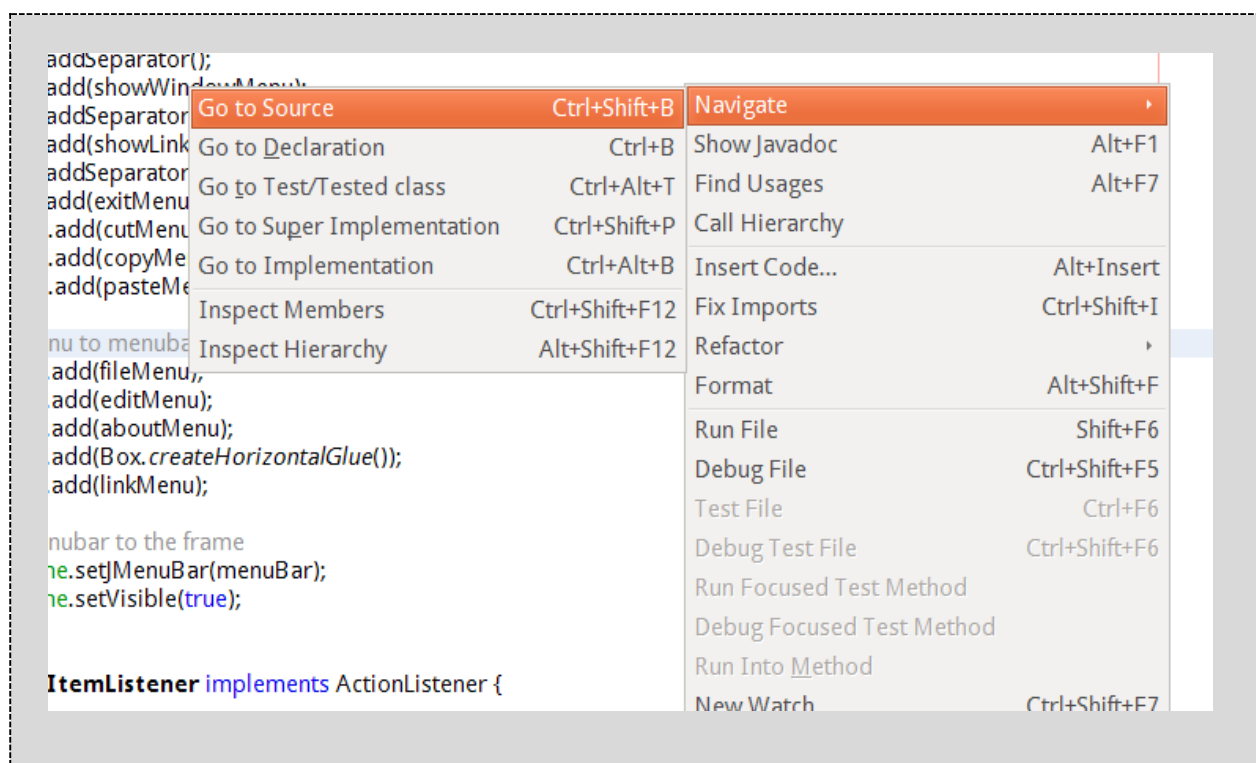 addSeparator();
add(showWindowMenu);
addSeparator
add(showLink
addSeparator
add(exitMenu
.add(cutMenu
.add(copyMe
.add(pasteMe
nu to menuba
.add(fileMenu);
.add(editMenu);
.add(aboutMenu);
.add(Box.createHorizontalGlue());
.add(linkMenu);
nubar to the frame
ne.setJMenuBar(menuBar);
ne.setVisible(true);
ItemListener implements ActionListener {
Go to Source Ctrl+Shift+B
Go to Declaration Ctrl+B
Go to Test/Tested class Ctrl+Alt+T
Go to Super Implementation Ctrl+Shift+P
Go to Implementation Ctrl+Alt+B
Inspect Members Ctrl+Shift+F12
Inspect Hierarchy Alt+Shift+F12
Navigate
Show Javadoc Alt+F1
Find Usages Alt+F7
Call Hierarchy
Insert Code... Alt+Insert
Fix Imports Ctrl+Shift+I
Refactor
Format Alt+Shift+F
Run File Shift+F6
Debug File Ctrl+Shift+F5
Test File Ctrl+F6
Debug Test File Ctrl+Shift+F6
Run Focused Test Method
Debug Focused Test Method
Run Into Method
New Watch Ctrl+Shift+F7